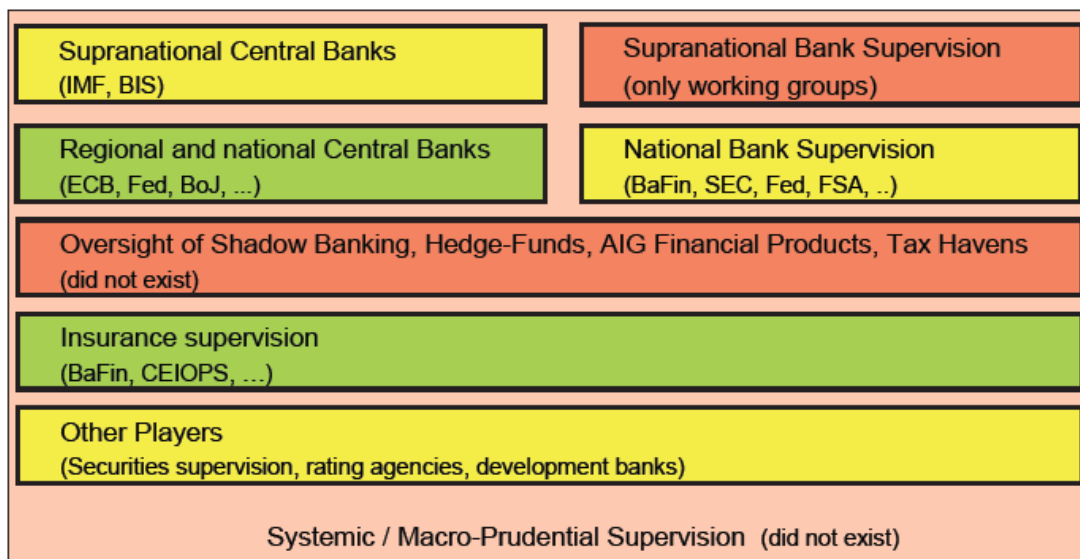 Supranational Central Banks
(IMF, BIS)
Supranational Bank Supervision
(only working groups)
Regional and national Central Banks
(ECB, Fed, BoJ, ...)
National Bank Supervision
(BaFin, SEC, Fed, FSA, ..)
Oversight of Shadow Banking, Hedge-Funds, AIG Financial Products, Tax Havens
(did not exist)
Insurance supervision
(BaFin, CEIOPS, ...)
Other Players
(Securities supervision, rating agencies, development banks)
Systemic / Macro-Prudential Supervision (did not exist)